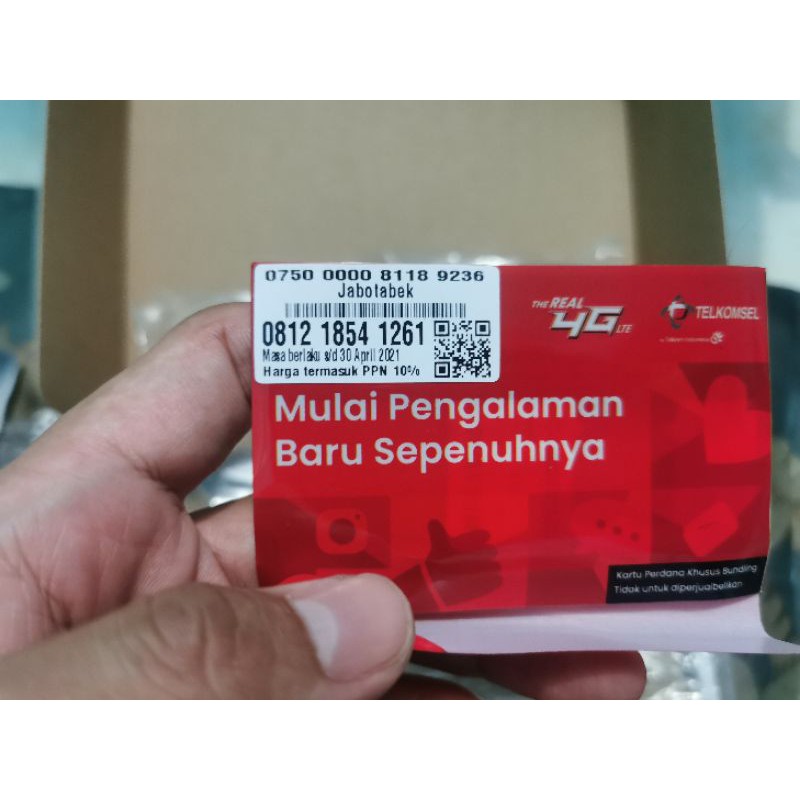 0750 0000 8118 9236
Jabotabek
0812 1854 1261
Masa berlaku s/d 30 April 2021
Harga termasuk PPN 10%
THE REAL
4G LTE
TELKOMSEL
Mulai Pengalaman
Baru Sepenuhnya
Kartu Perdana Khusus Bundling
Tidak untuk diperjualbelikan